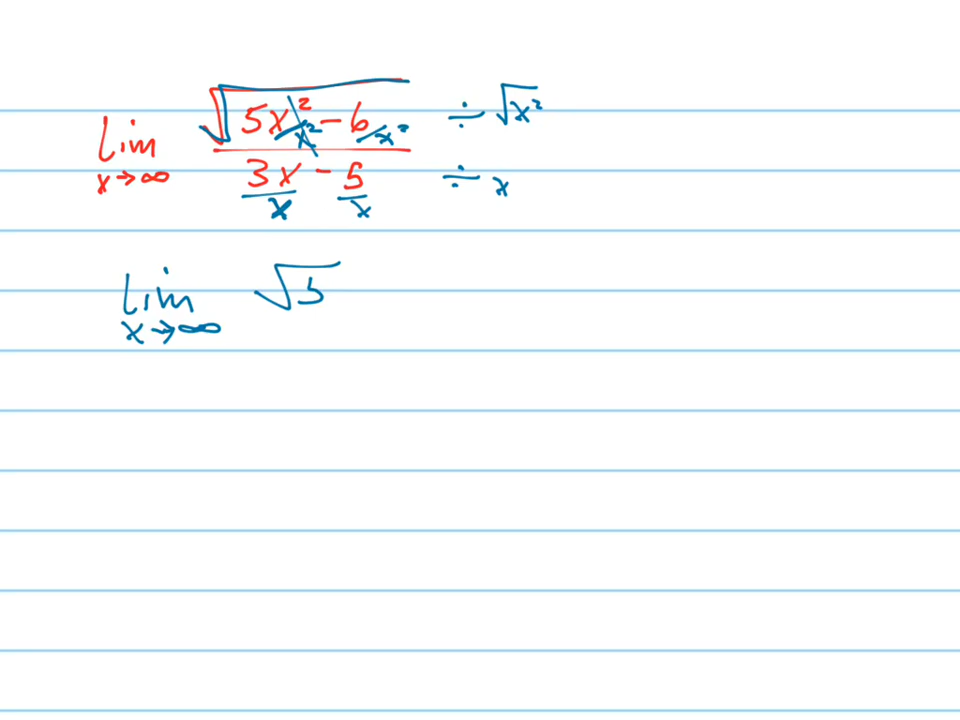 lim x→∞ √(5x²/x² − 6/x²) / (3x/x − 5/x) ÷ √x² ÷ x
lim x→∞ √5